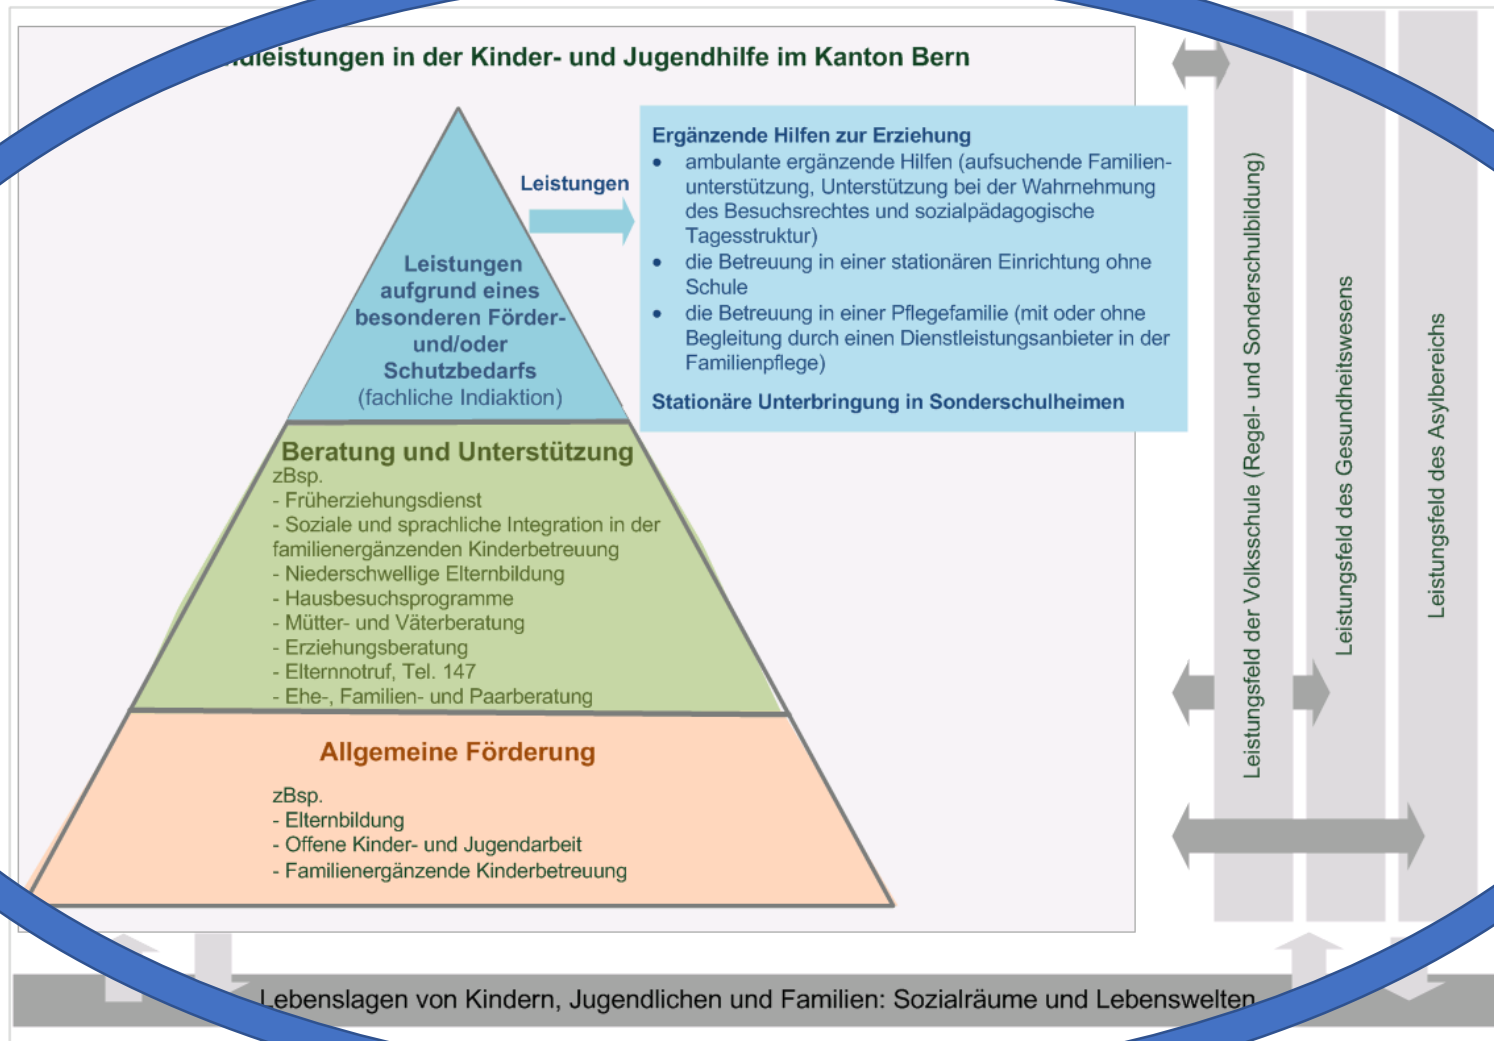 in der Kinder- und Jugendhilfe im Kanton Bern
Leistungen
Ergänzende Hilfen zur Erziehung
• ambulante ergänzende Hilfen (aufsuchende Familien-
unterstützung, Unterstützung bei der Wahrnehmung
des Besuchsrechtes und sozialpädagogische
Tagesstruktur)
• die Betreuung in einer stationären Einrichtung ohne
Schule
• die Betreuung in einer Pflegefamilie (mit oder ohne
Begleitung durch einen Dienstleistungsanbieter in der
Familienpflege)
Stationäre Unterbringung in Sonderschulheimen
Leistungen
aufgrund eines
besonderen Förder-
und/oder
Schutzbedarfs
(fachliche Indiaktion)
Beratung und Unterstützung
zBsp.
- Früherziehungsdienst
- Soziale und sprachliche Integration in der
familienergänzenden Kinderbetreuung
- Niederschwellige Elternbildung
- Hausbesuchsprogramme
- Mütter- und Väterberatung
- Erziehungsberatung
- Elternnotruf, Tel. 147
- Ehe-, Familien- und Paarberatung
Allgemeine Förderung
zBsp.
- Elternbildung
- Offene Kinder- und Jugendarbeit
- Familienergänzende Kinderbetreuung
Leistungsfeld der Volksschule (Regel- und Sonderschulbildung)
Leistungsfeld des Gesundheitswesens
Leistungsfeld des Asylbereichs
Lebenslagen von Kindern, Jugendlichen und Familien: Sozialräume und Lebenswelten